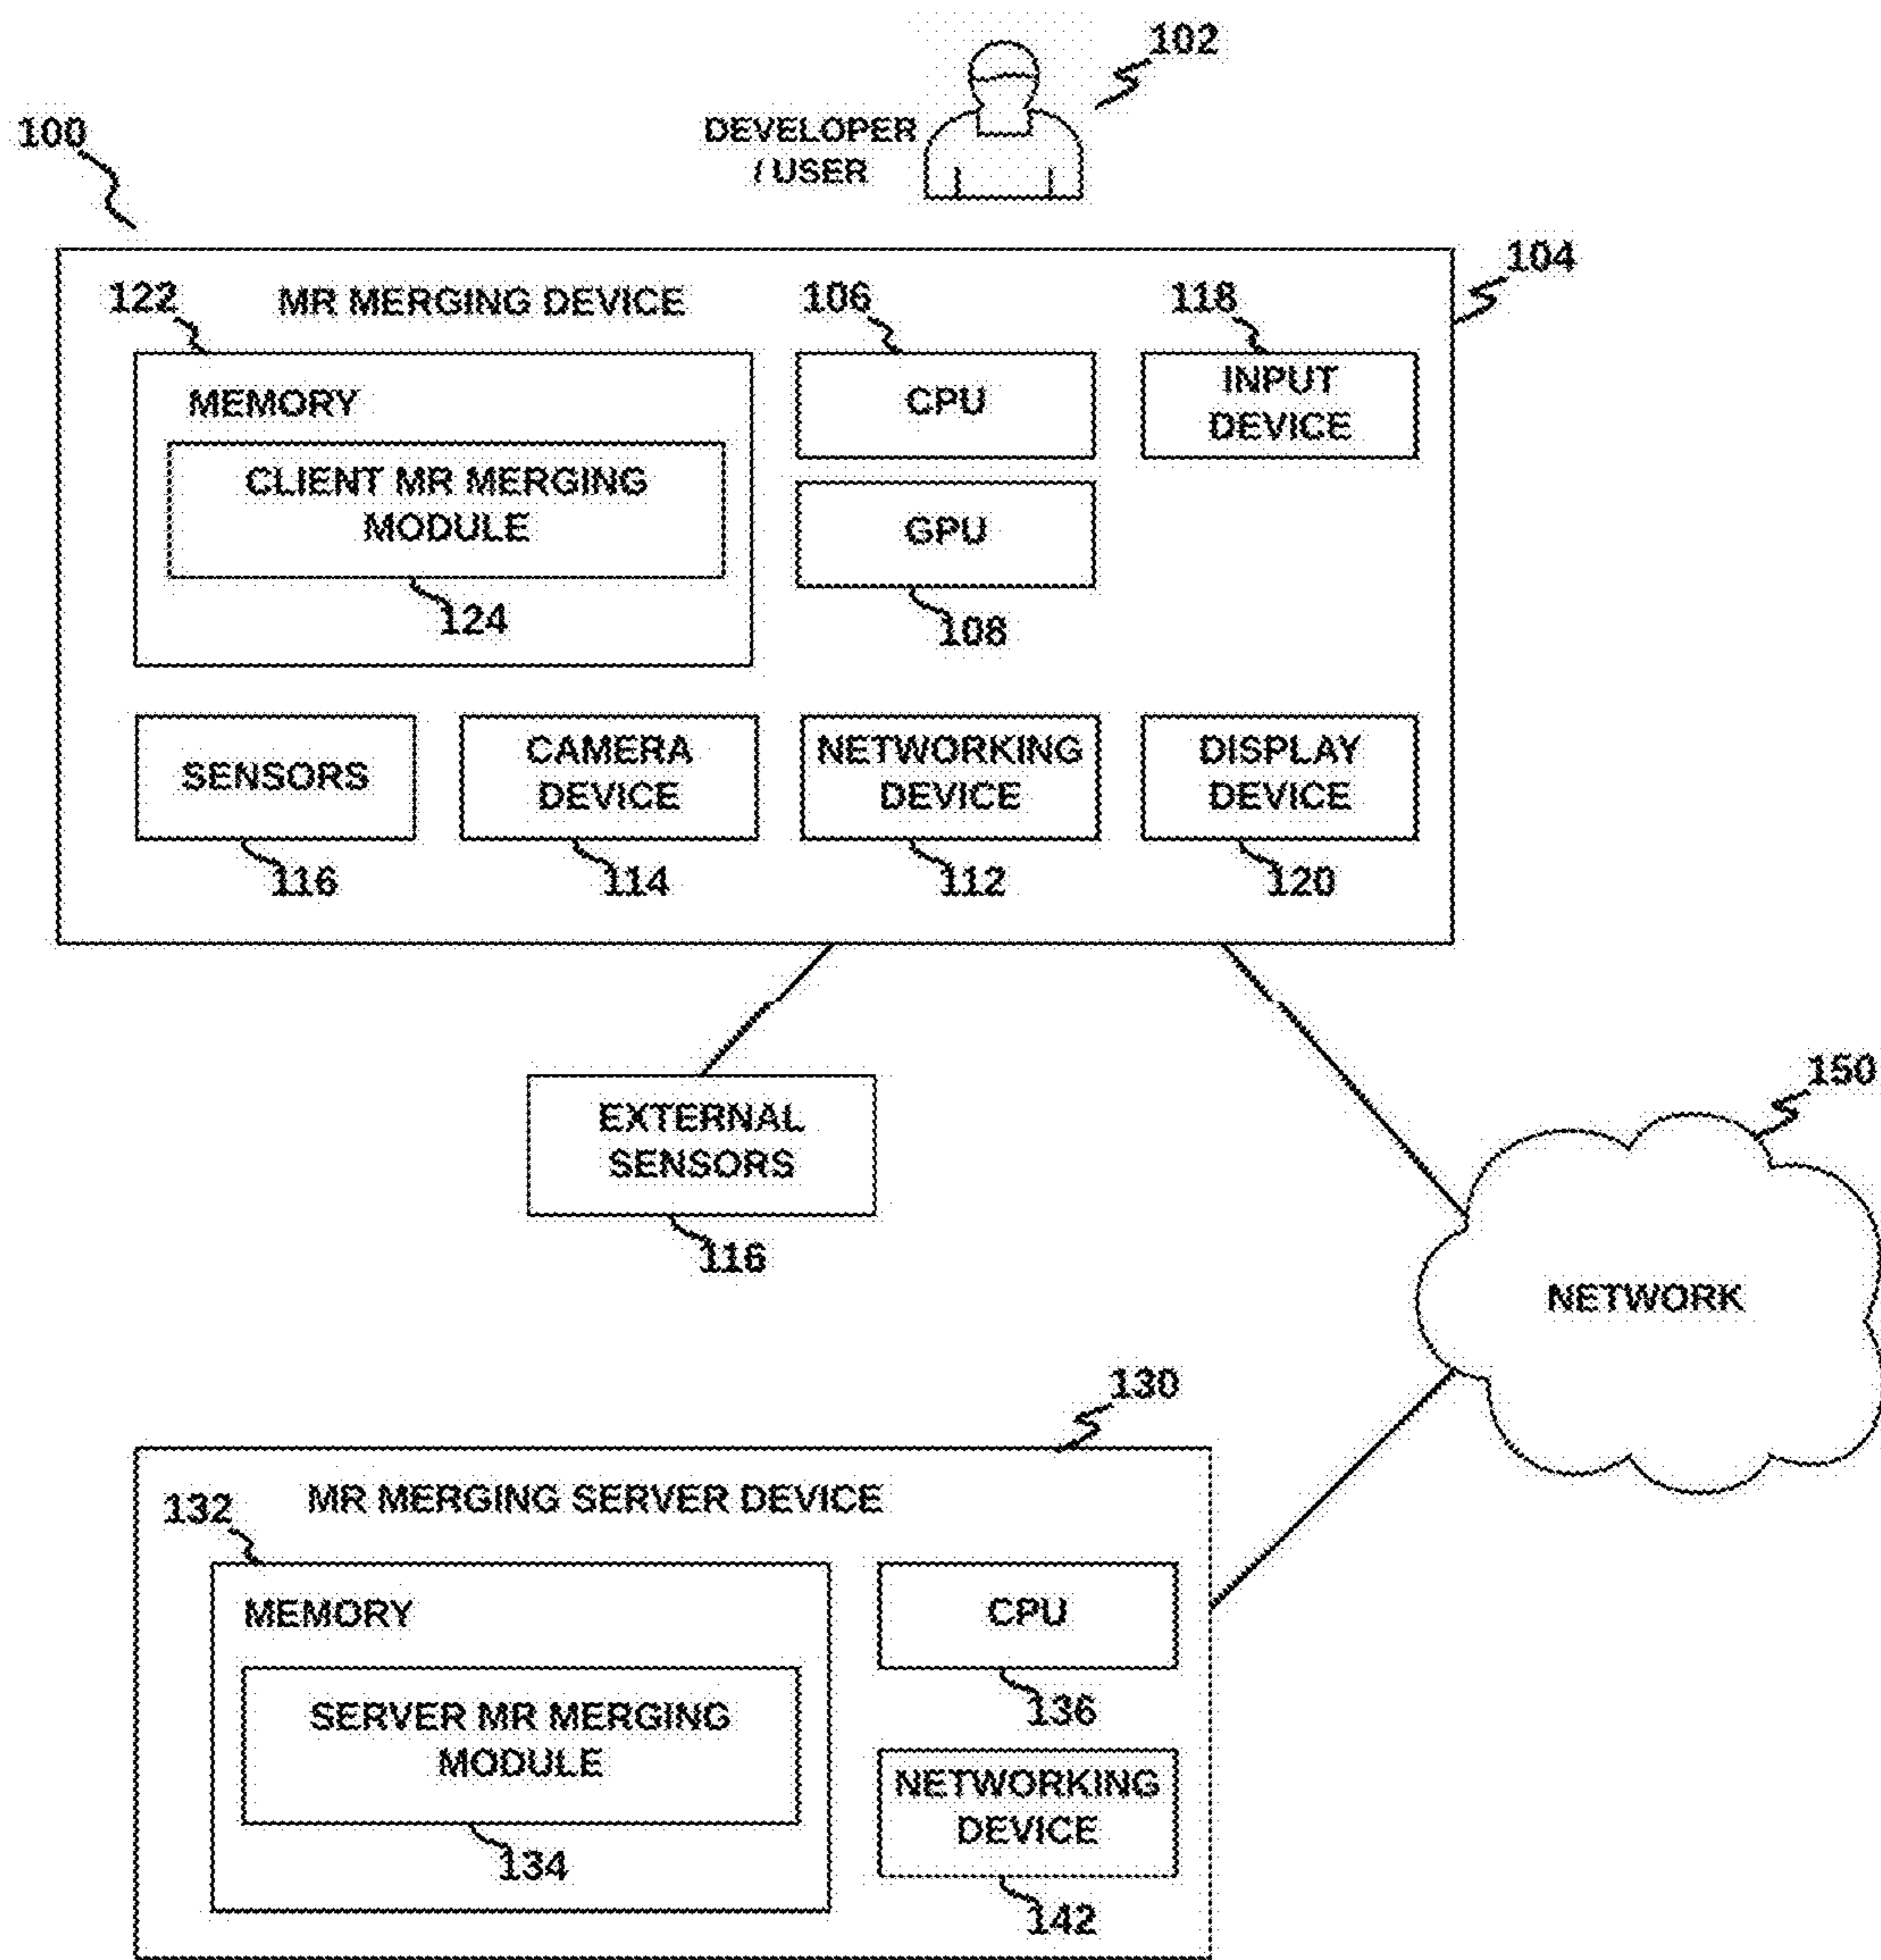 102
DEVELOPER
/ USER
100
104
122
MR MERGING DEVICE
106
118
MEMORY
CPU
INPUT
DEVICE
CLIENT MR MERGING
MODULE
GPU
124
108
SENSORS
CAMERA
DEVICE
NETWORKING
DEVICE
DISPLAY
DEVICE
116
114
112
120
EXTERNAL
SENSORS
116
150
NETWORK
130
MR MERGING SERVER DEVICE
132
MEMORY
CPU
136
SERVER MR MERGING
MODULE
134
NETWORKING
DEVICE
142